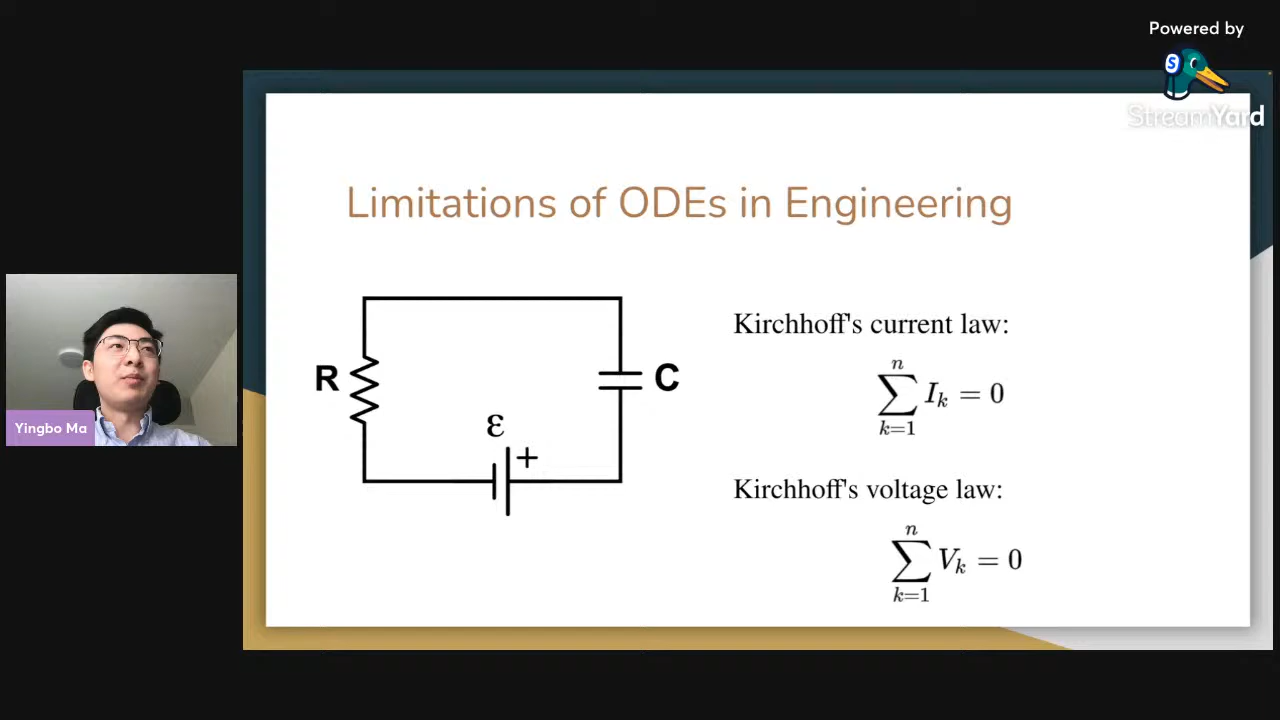 Powered by
S
StreamYard
Limitations of ODEs in Engineering
R
C
ε
+
Kirchhoff's current law:
n
∑ I_k = 0
k=1
Kirchhoff's voltage law:
n
∑ V_k = 0
k=1
Yingbo Ma